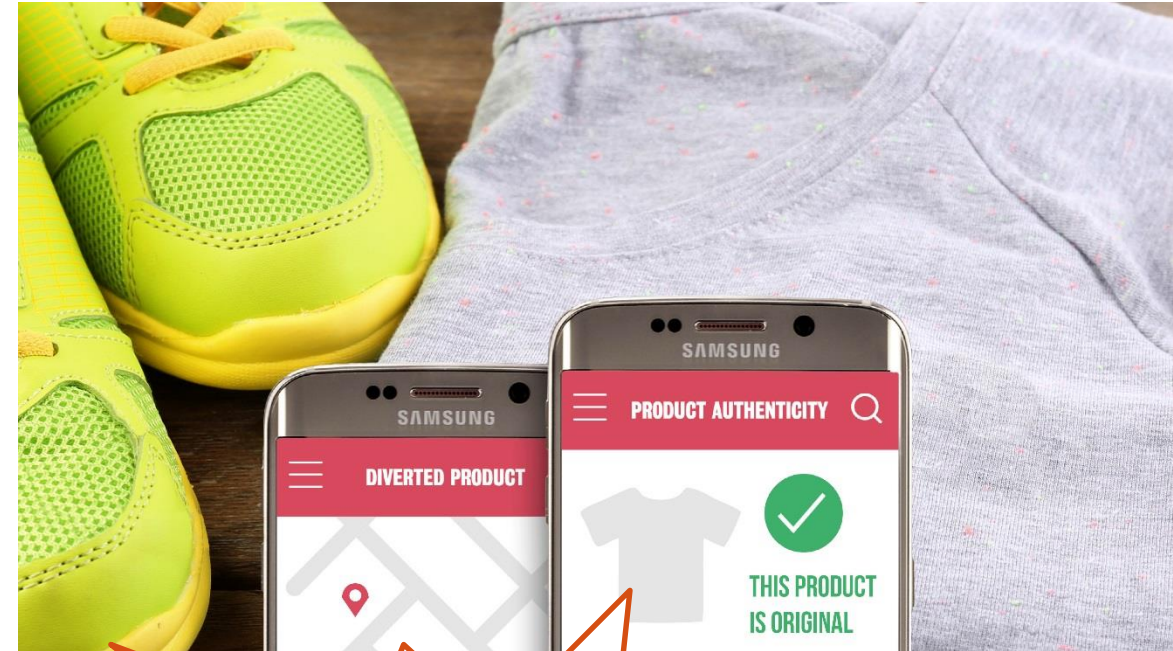 SAMSUNG
DIVERTED PRODUCT
SAMSUNG
PRODUCT AUTHENTICITY
THIS PRODUCT
IS ORIGINAL